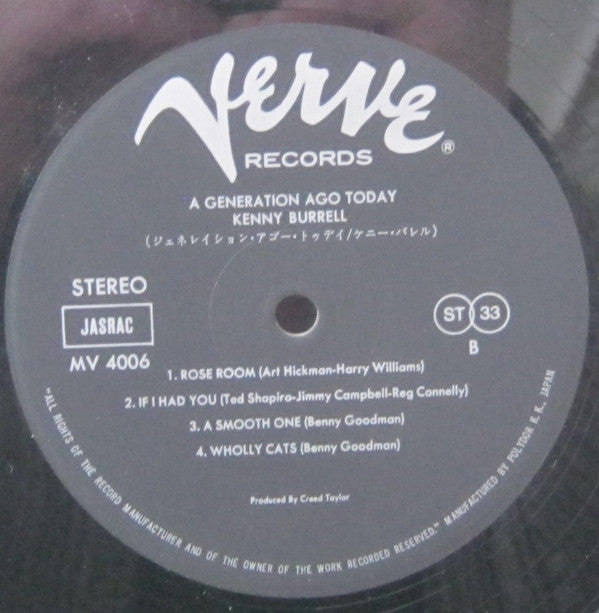 Verve®
RECORDS
A GENERATION AGO TODAY
KENNY BURRELL
(ジェネレイション・アゴー・トゥデイ/ケニー・バレル)
STEREO
JASRAC
MV 4006
ST 33
B
1. ROSE ROOM (Art Hickman-Harry Williams)
2. IF I HAD YOU (Ted Shapiro-Jimmy Campbell-Reg Connelly)
3. A SMOOTH ONE (Benny Goodman)
4. WHOLLY CATS (Benny Goodman)
Produced By Creed Taylor
"ALL RIGHTS OF THE RECORD MANUFACTURER AND OF THE OWNER OF THE WORK RECORDED RESERVED." MANUFACTURED BY POLYDOR K. K., JAPAN